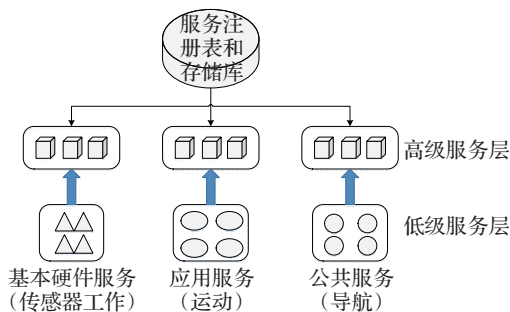 服务注
册表和
存储库
高级服务层
低级服务层
基本硬件服务
（传感器工作）
应用服务
（运动）
公共服务
（导航）